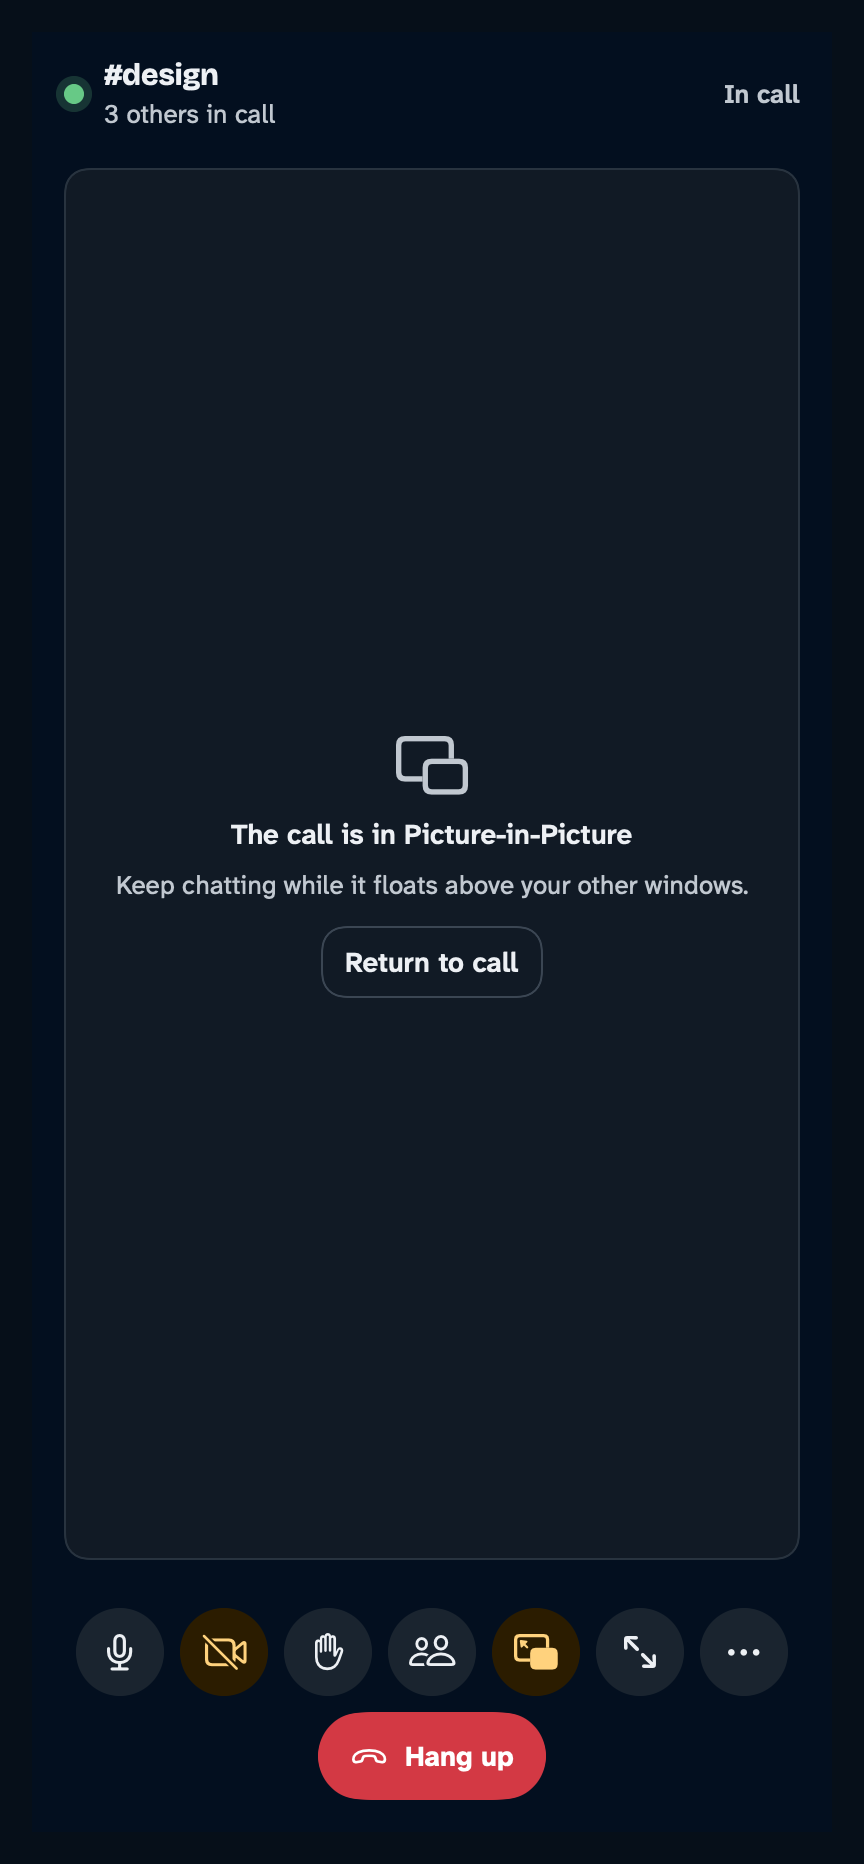 #design
3 others in call
In call
The call is in Picture-in-Picture
Keep chatting while it floats above your other windows.
Return to call
Hang up